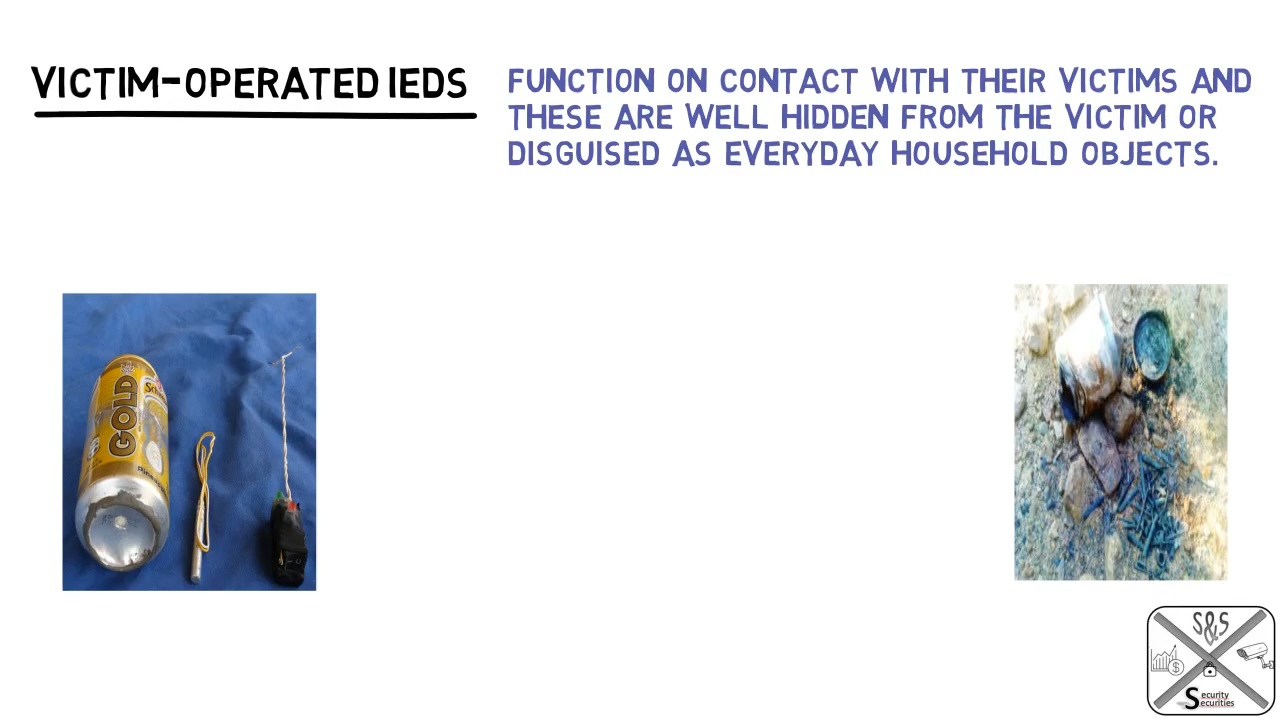 VICTIM-OPERATED IEDS
FUNCTION ON CONTACT WITH THEIR VICTIMS AND
THESE ARE WELL HIDDEN FROM THE VICTIM OR
DISGUISED AS EVERYDAY HOUSEHOLD OBJECTS.
GOLD
S&S
$
Security
Securities